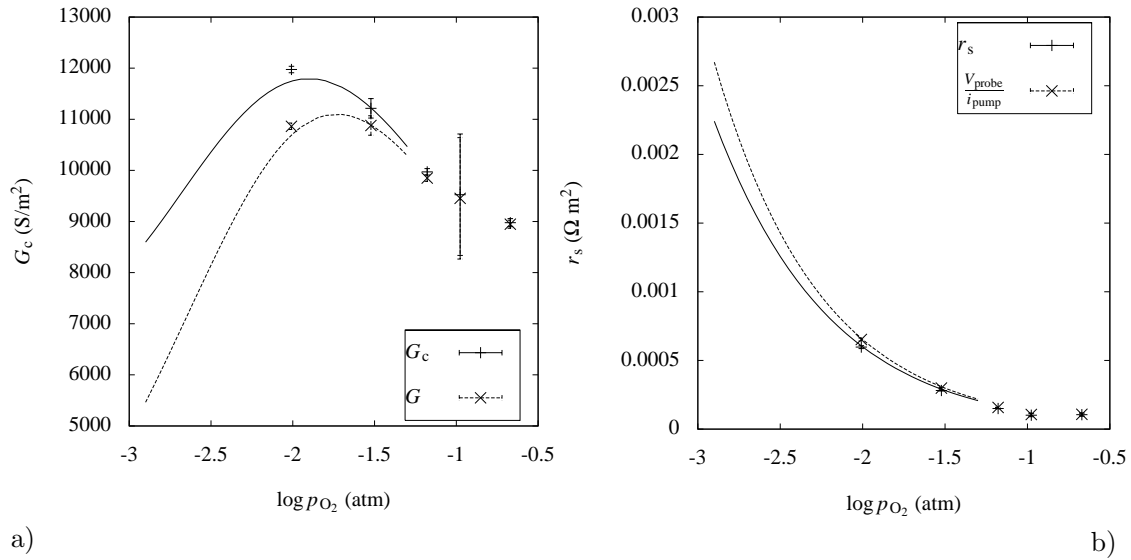 13000
12000
11000
10000
9000
8000
7000
6000
5000
G_c (S/m²)
-3
-2.5
-2
-1.5
-1
-0.5
log p_O₂ (atm)
G_c
G
a)
0.003
0.0025
0.002
0.0015
0.001
0.0005
0
r_s (Ω m²)
-3
-2.5
-2
-1.5
-1
-0.5
log p_O₂ (atm)
r_s
V_probe
i_pump
b)